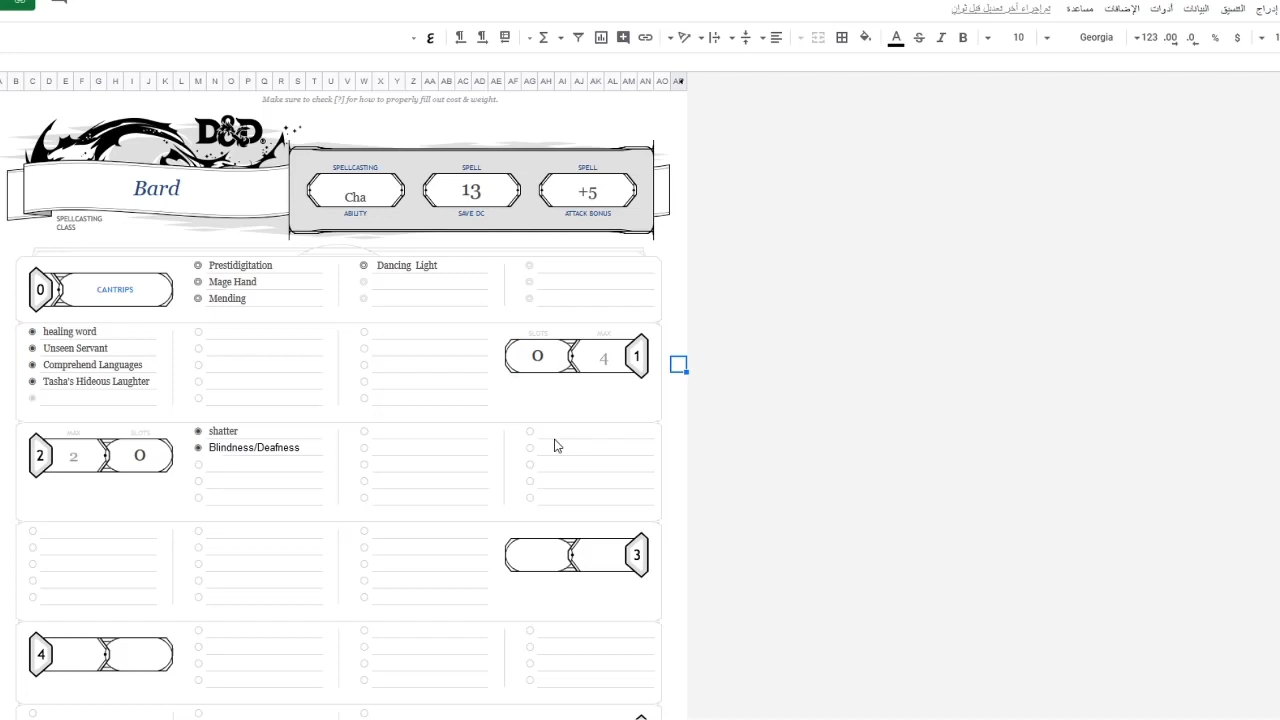 إدراج التنسيق البيانات أدوات الإضافات مساعدة تم إجراء آخر تعديل قبل ثوانٍ
Georgia 10 123 .00 .0 % $
B C D E F G H I J K L M N O P Q R S T U V W X Y Z AA AB AC AD AE AF AG AH AI AJ AK AL AM AN AO
Make sure to check [?] for how to properly fill out cost & weight.
D&D
SPELLCASTING SPELL SPELL
Bard
Cha 13 +5
ABILITY SAVE DC ATTACK BONUS
SPELLCASTING
CLASS
0 CANTRIPS
Prestidigitation Dancing Light
Mage Hand
Mending
healing word
Unseen Servant
Comprehend Languages
Tasha's Hideous Laughter
SLOTS MAX
0 4 1
MAX SLOTS
2 2 0
shatter
Blindness/Deafness
3
4